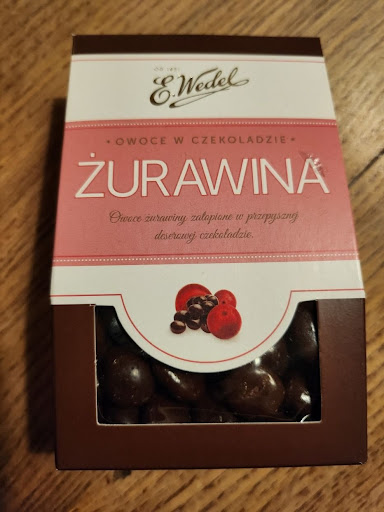 OD 1851
E. Wedel
• OWOCE W CZEKOLADZIE •
ŻURAWINA
Owoce żurawiny zatopione w przepysznej
deserowej czekoladzie.